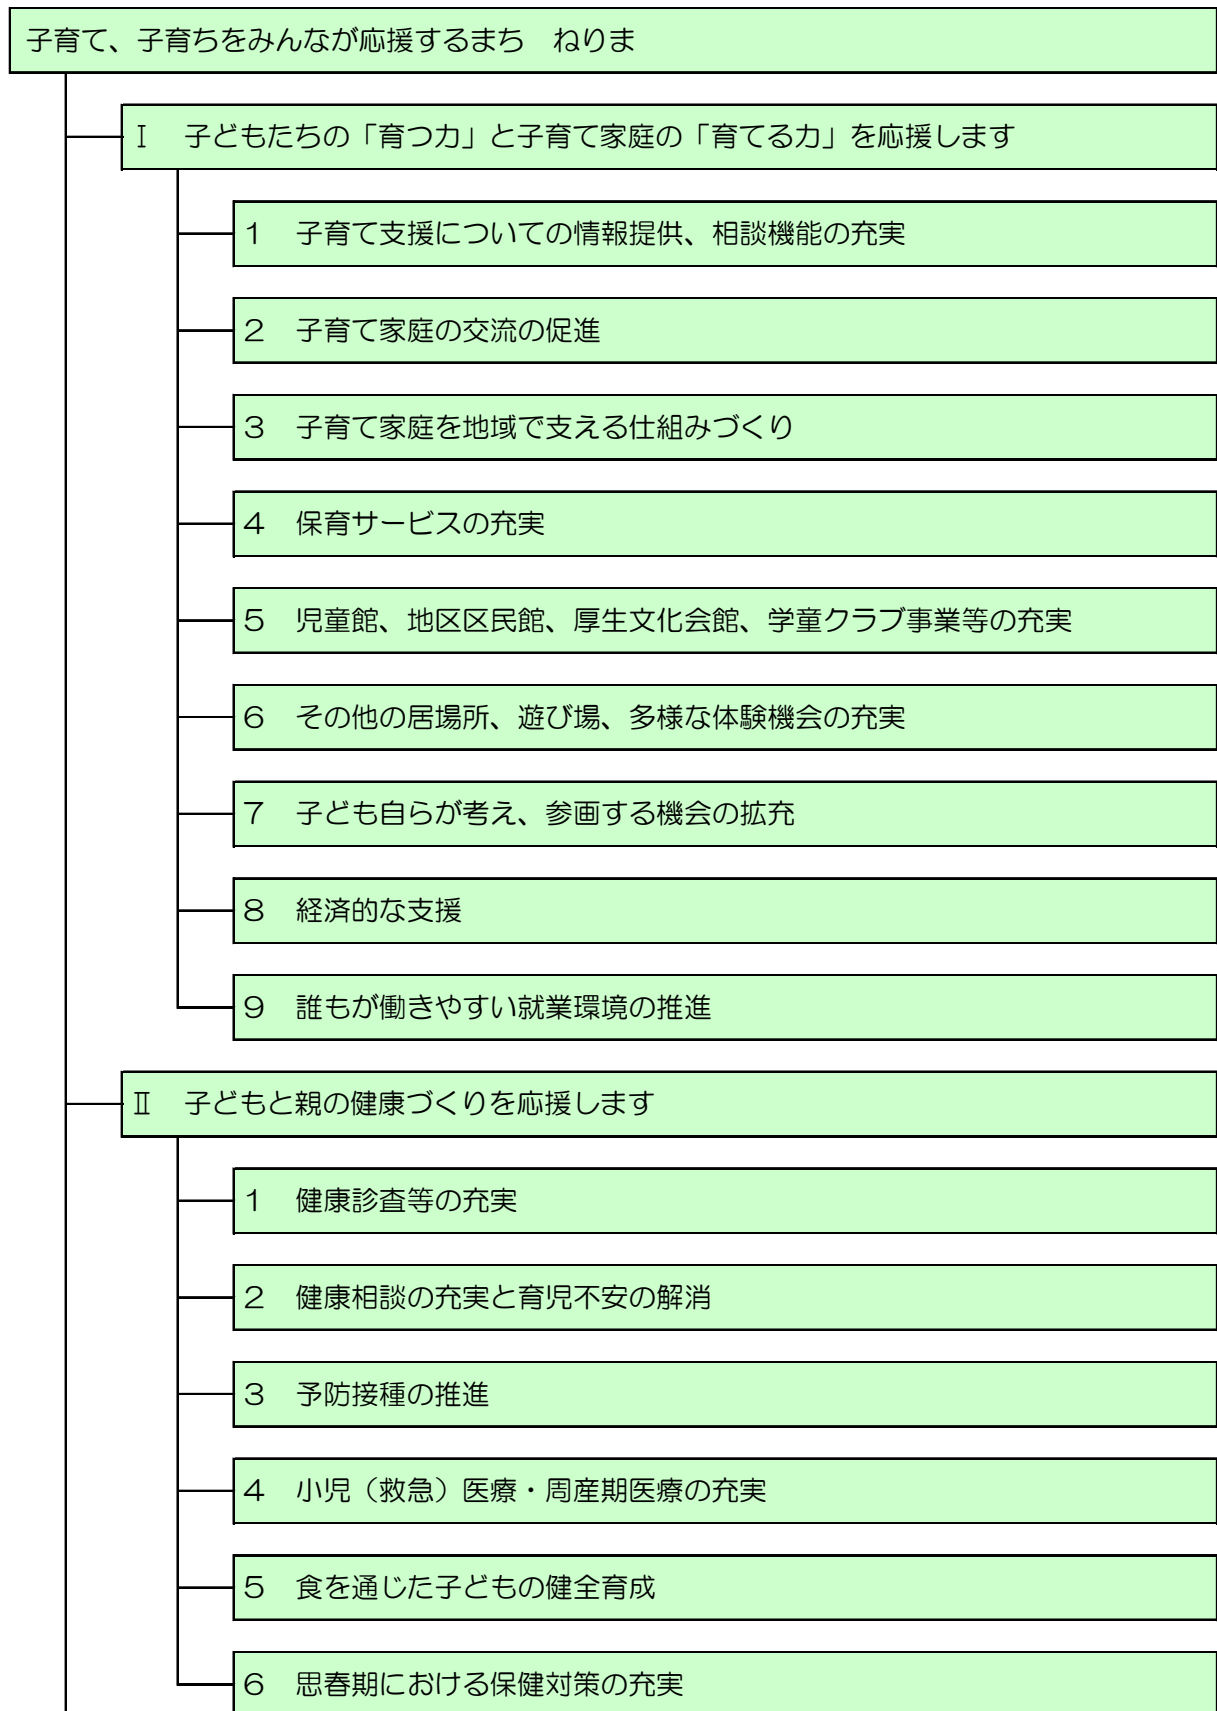 子育て、子育ちをみんなが応援するまち　ねりま
Ⅰ　子どもたちの「育つ力」と子育て家庭の「育てる力」を応援します
１　子育て支援についての情報提供、相談機能の充実
２　子育て家庭の交流の促進
３　子育て家庭を地域で支える仕組みづくり
４　保育サービスの充実
５　児童館、地区区民館、厚生文化会館、学童クラブ事業等の充実
６　その他の居場所、遊び場、多様な体験機会の充実
７　子ども自らが考え、参画する機会の拡充
８　経済的な支援
９　誰もが働きやすい就業環境の推進
Ⅱ　子どもと親の健康づくりを応援します
１　健康診査等の充実
２　健康相談の充実と育児不安の解消
３　予防接種の推進
４　小児（救急）医療・周産期医療の充実
５　食を通じた子どもの健全育成
６　思春期における保健対策の充実